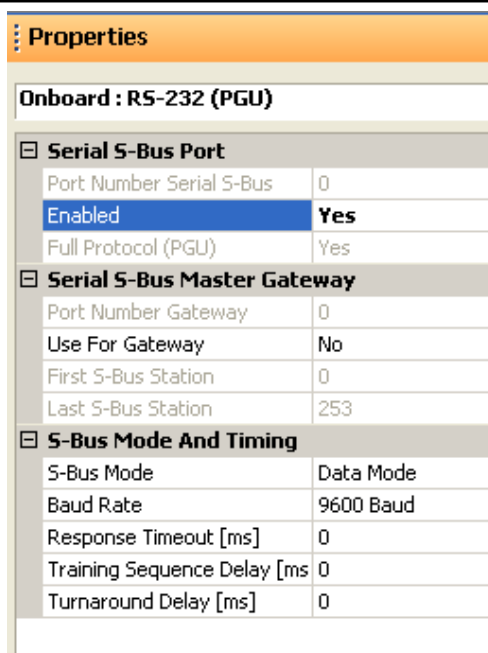 Properties
Onboard : RS-232 (PGU)
Serial S-Bus Port
Port Number Serial S-Bus 0
Enabled Yes
Full Protocol (PGU) Yes
Serial S-Bus Master Gateway
Port Number Gateway 0
Use For Gateway No
First S-Bus Station 0
Last S-Bus Station 253
S-Bus Mode And Timing
S-Bus Mode Data Mode
Baud Rate 9600 Baud
Response Timeout [ms] 0
Training Sequence Delay [ms 0
Turnaround Delay [ms] 0